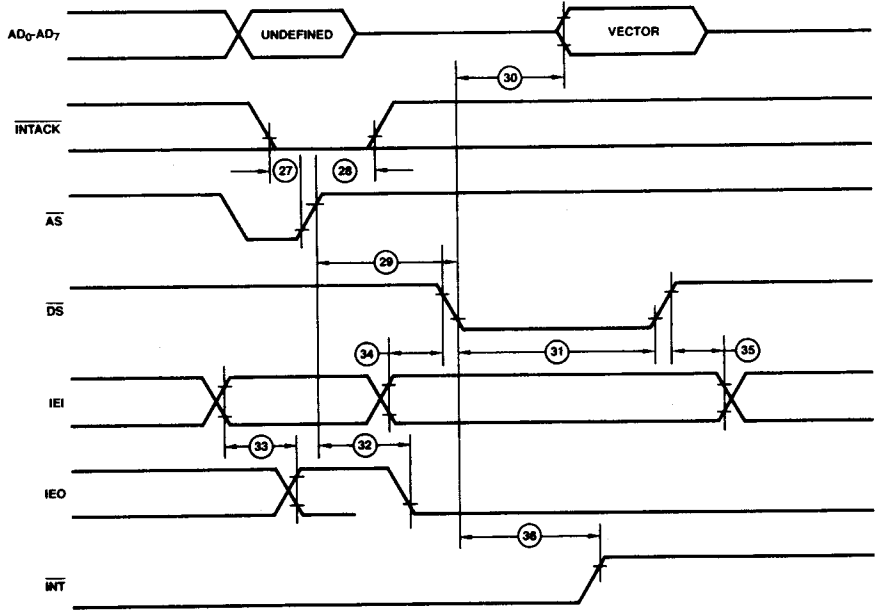 AD0-AD7 UNDEFINED VECTOR
30
INTACK
27 28
AS
29
DS
34 31 35
IEI
33 32
IEO
36
INT